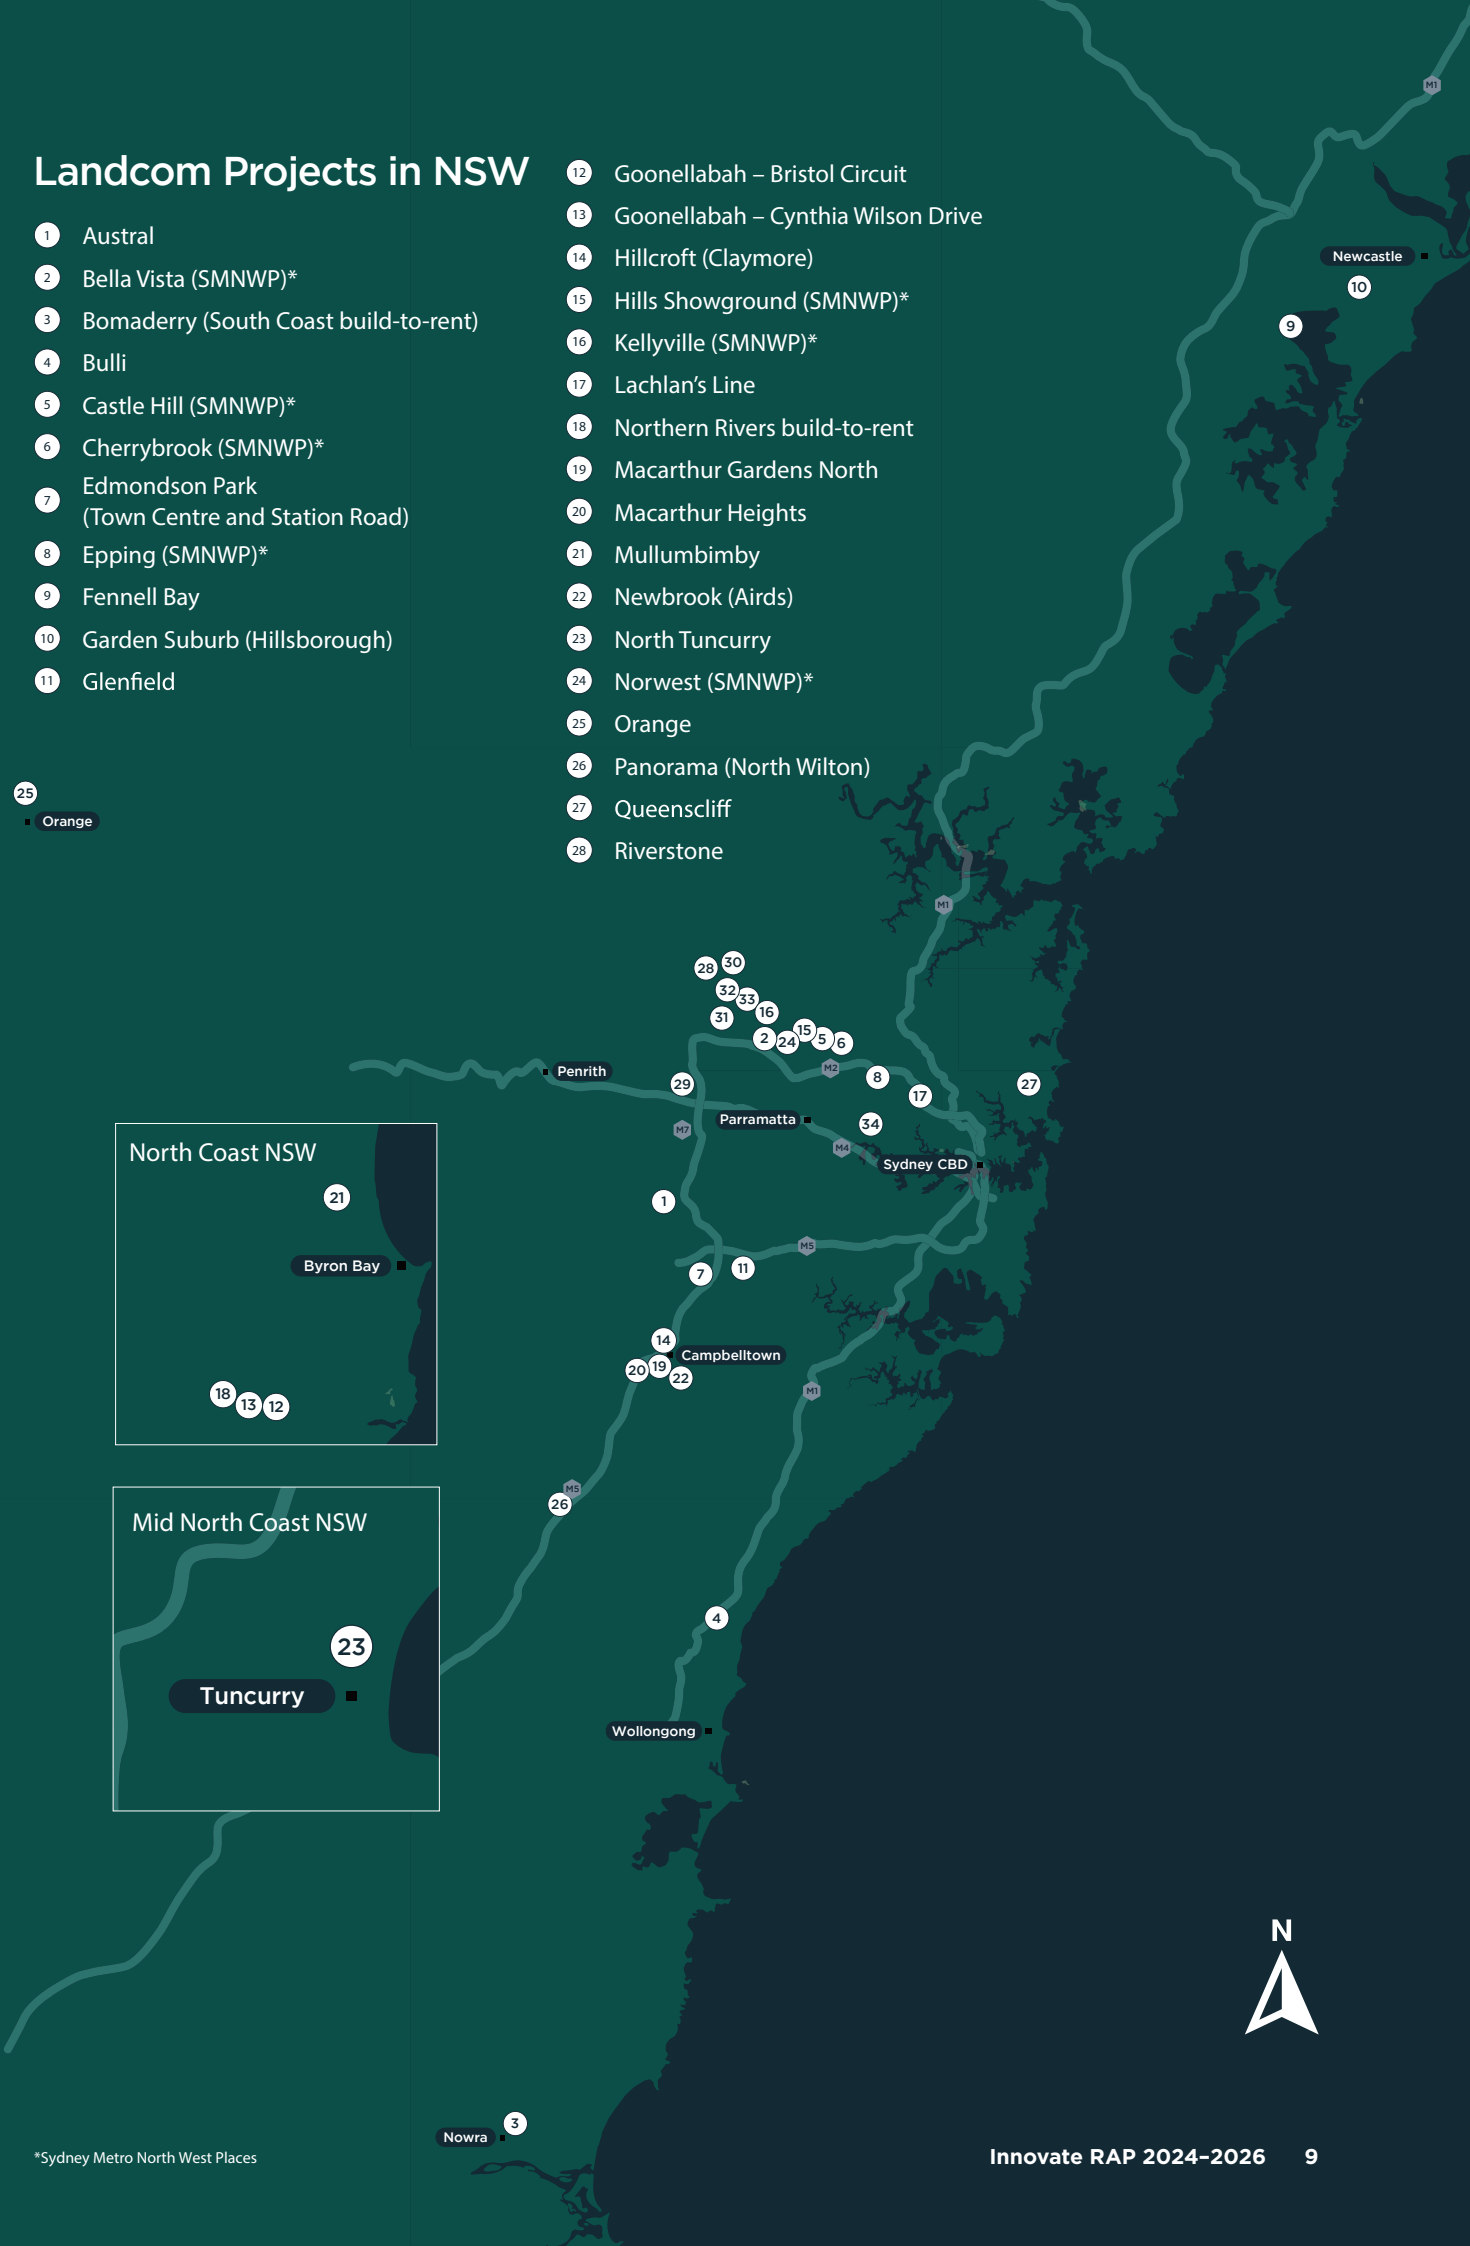 Landcom Projects in NSW
1 Austral
2 Bella Vista (SMNWP)*
3 Bomaderry (South Coast build-to-rent)
4 Bulli
5 Castle Hill (SMNWP)*
6 Cherrybrook (SMNWP)*
7 Edmondson Park
(Town Centre and Station Road)
8 Epping (SMNWP)*
9 Fennell Bay
10 Garden Suburb (Hillsborough)
11 Glenfield
12 Goonellabah – Bristol Circuit
13 Goonellabah – Cynthia Wilson Drive
14 Hillcroft (Claymore)
15 Hills Showground (SMNWP)*
16 Kellyville (SMNWP)*
17 Lachlan’s Line
18 Northern Rivers build-to-rent
19 Macarthur Gardens North
20 Macarthur Heights
21 Mullumbimby
22 Newbrook (Airds)
23 North Tuncurry
24 Norwest (SMNWP)*
25 Orange
26 Panorama (North Wilton)
27 Queenscliff
28 Riverstone
M1
Newcastle
10
9
25
Orange
M1
28
30
32
33
31
16
2
24
15
5
6
M2
8
17
27
Penrith
29
Parramatta
34
M7
M4
Sydney CBD
1
M5
7
11
14
Campbelltown
20
19
22
M1
M5
26
4
Wollongong
North Coast NSW
21
Byron Bay
18
13
12
Mid North Coast NSW
23
Tuncurry
N
Nowra
3
*Sydney Metro North West Places
Innovate RAP 2024–2026 9